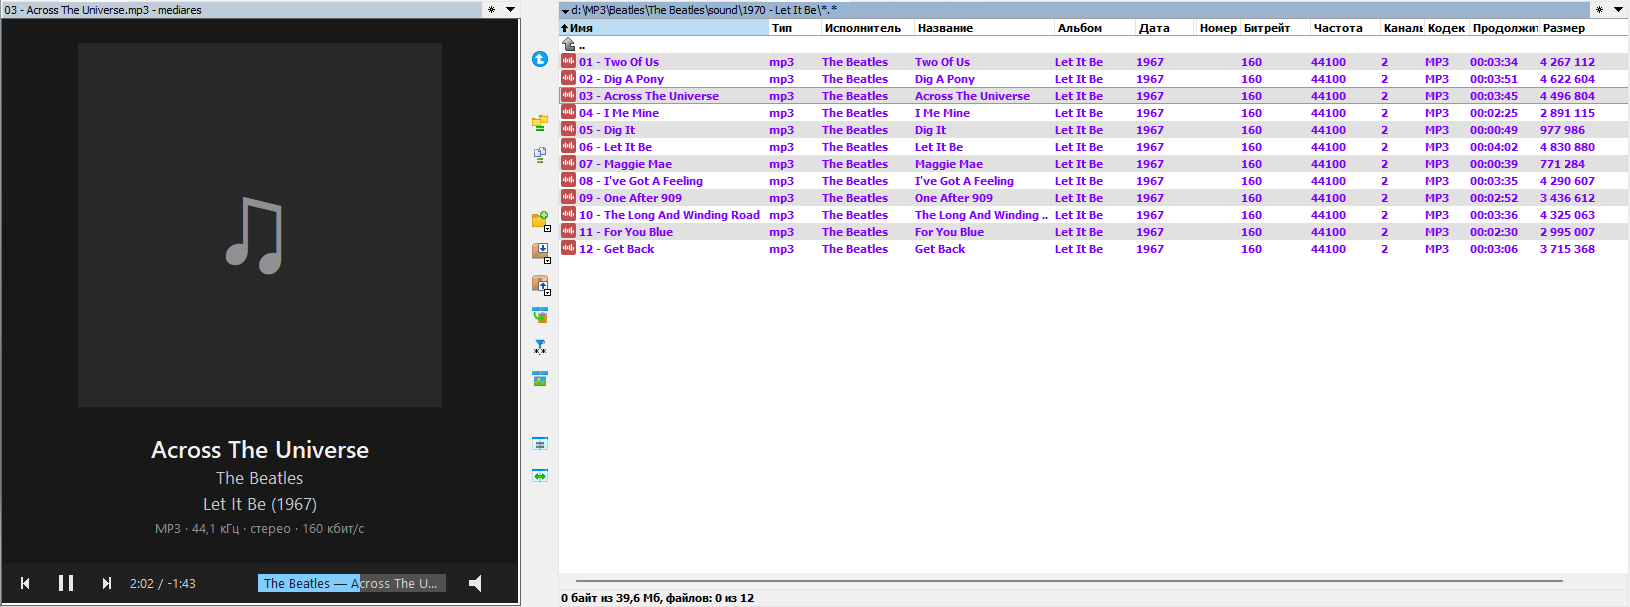 03 - Across The Universe.mp3 - mediares
*
Across The Universe
The Beatles
Let It Be (1967)
MP3 · 44,1 кГц · стерео · 160 кбит/с
2:02 / -1:43
The Beatles — Across The U...
d:\MP3\Beatles\The Beatles\sound\1970 - Let It Be\*.*
*
Имя Тип Исполнитель Название Альбом Дата Номер Битрейт Частота Каналь Кодек Продолжит Размер
..
01 - Two Of Us mp3 The Beatles Two Of Us Let It Be 1967 160 44100 2 MP3 00:03:34 4 267 112
02 - Dig A Pony mp3 The Beatles Dig A Pony Let It Be 1967 160 44100 2 MP3 00:03:51 4 622 604
03 - Across The Universe mp3 The Beatles Across The Universe Let It Be 1967 160 44100 2 MP3 00:03:45 4 496 804
04 - I Me Mine mp3 The Beatles I Me Mine Let It Be 1967 160 44100 2 MP3 00:02:25 2 891 115
05 - Dig It mp3 The Beatles Dig It Let It Be 1967 160 44100 2 MP3 00:00:49 977 986
06 - Let It Be mp3 The Beatles Let It Be Let It Be 1967 160 44100 2 MP3 00:04:02 4 830 880
07 - Maggie Mae mp3 The Beatles Maggie Mae Let It Be 1967 160 44100 2 MP3 00:00:39 771 284
08 - I've Got A Feeling mp3 The Beatles I've Got A Feeling Let It Be 1967 160 44100 2 MP3 00:03:35 4 290 607
09 - One After 909 mp3 The Beatles One After 909 Let It Be 1967 160 44100 2 MP3 00:02:52 3 436 612
10 - The Long And Winding Road mp3 The Beatles The Long And Winding .. Let It Be 1967 160 44100 2 MP3 00:03:36 4 325 063
11 - For You Blue mp3 The Beatles For You Blue Let It Be 1967 160 44100 2 MP3 00:02:30 2 995 007
12 - Get Back mp3 The Beatles Get Back Let It Be 1967 160 44100 2 MP3 00:03:06 3 715 368
0 байт из 39,6 Мб, файлов: 0 из 12